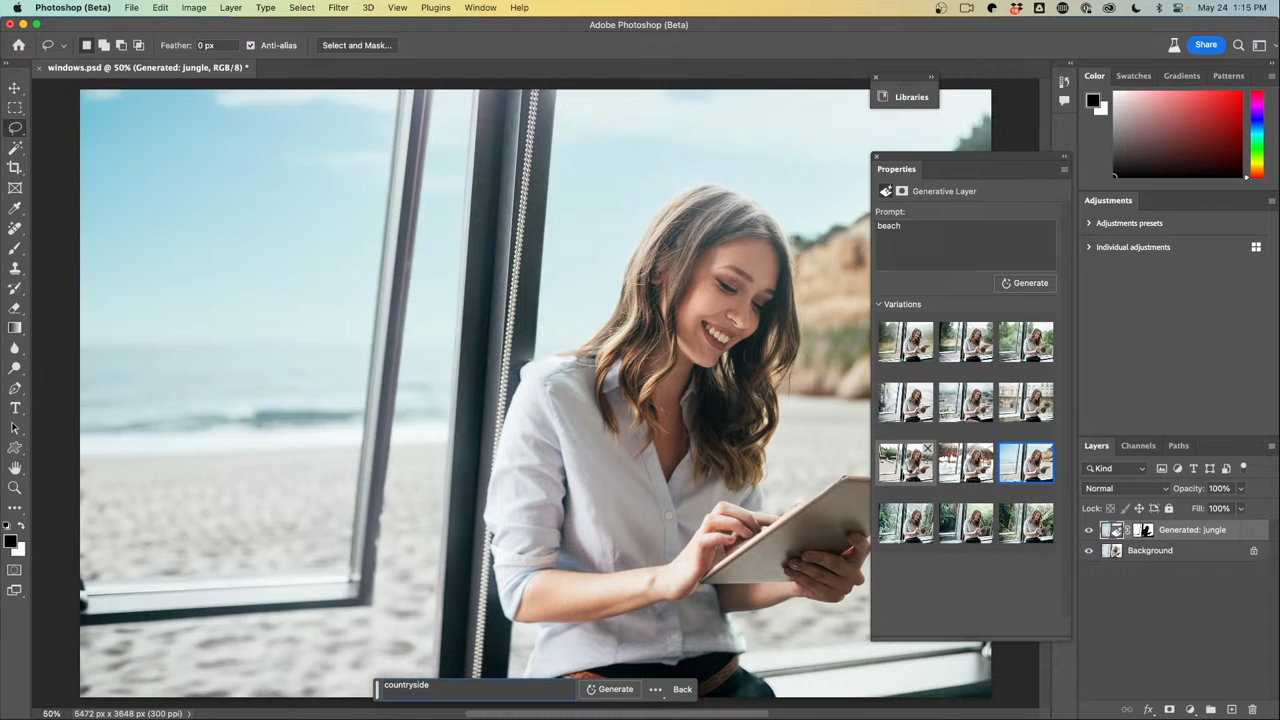 Photoshop (Beta) File Edit Image Layer Type Select Filter 3D View Plugins Window Help May 24 1:15 PM
Adobe Photoshop (Beta)
Feather: 0 px Anti-alias Select and Mask... Share
× windows.psd @ 50% (Generated: jungle, RGB/8) *
Libraries
Color Swatches Gradients Patterns
Properties
Generative Layer
Prompt:
beach
Generate
Variations
Adjustments
Adjustments presets
Individual adjustments
Layers Channels Paths
Kind
Normal Opacity: 100%
Lock: Fill: 100%
Generated: jungle
Background
countryside
Generate ... Back
50% 5472 px x 3648 px (300 ppi)